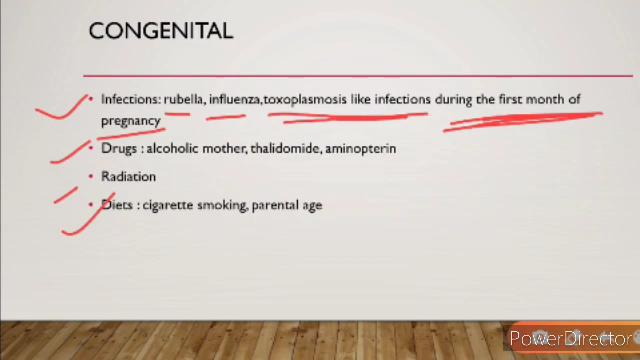 CONGENITAL
• Infections: rubella, influenza,toxoplasmosis like infections during the first month of
pregnancy
• Drugs : alcoholic mother, thalidomide, aminopterin
• Radiation
• Diets : cigarette smoking, parental age
PowerDirector